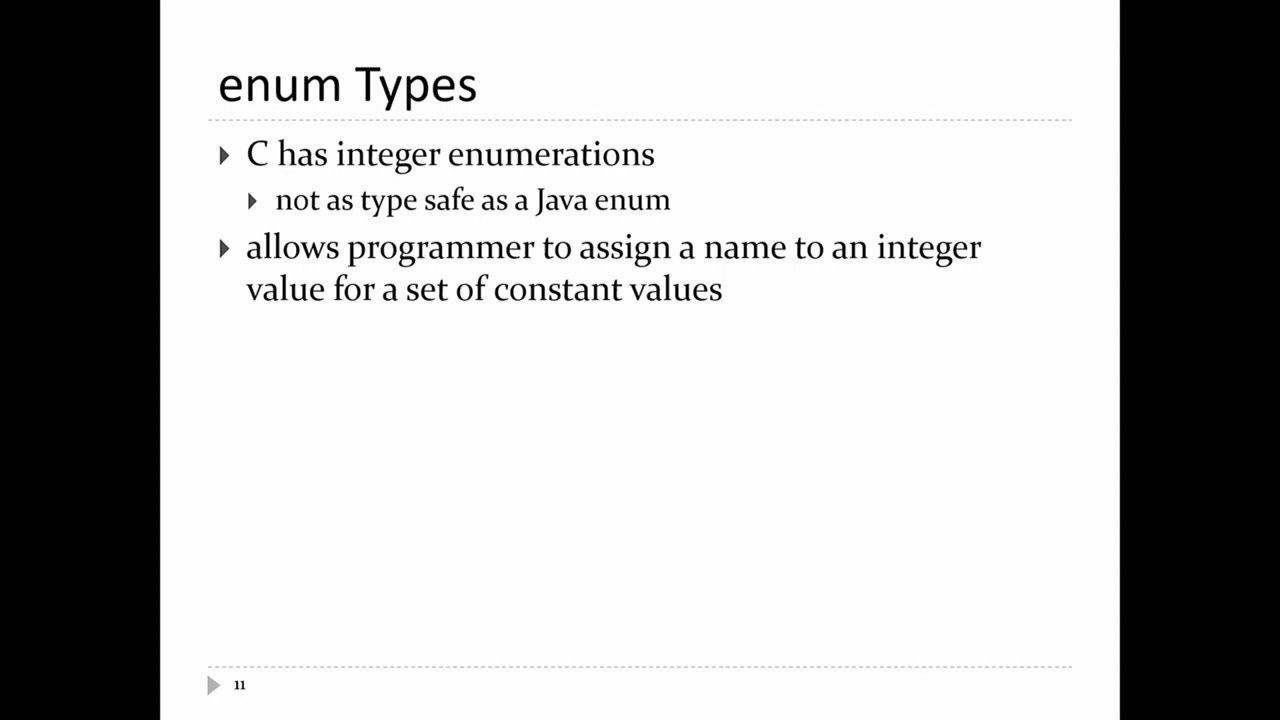 enum Types
C has integer enumerations
not as type safe as a Java enum
allows programmer to assign a name to an integer
value for a set of constant values
11